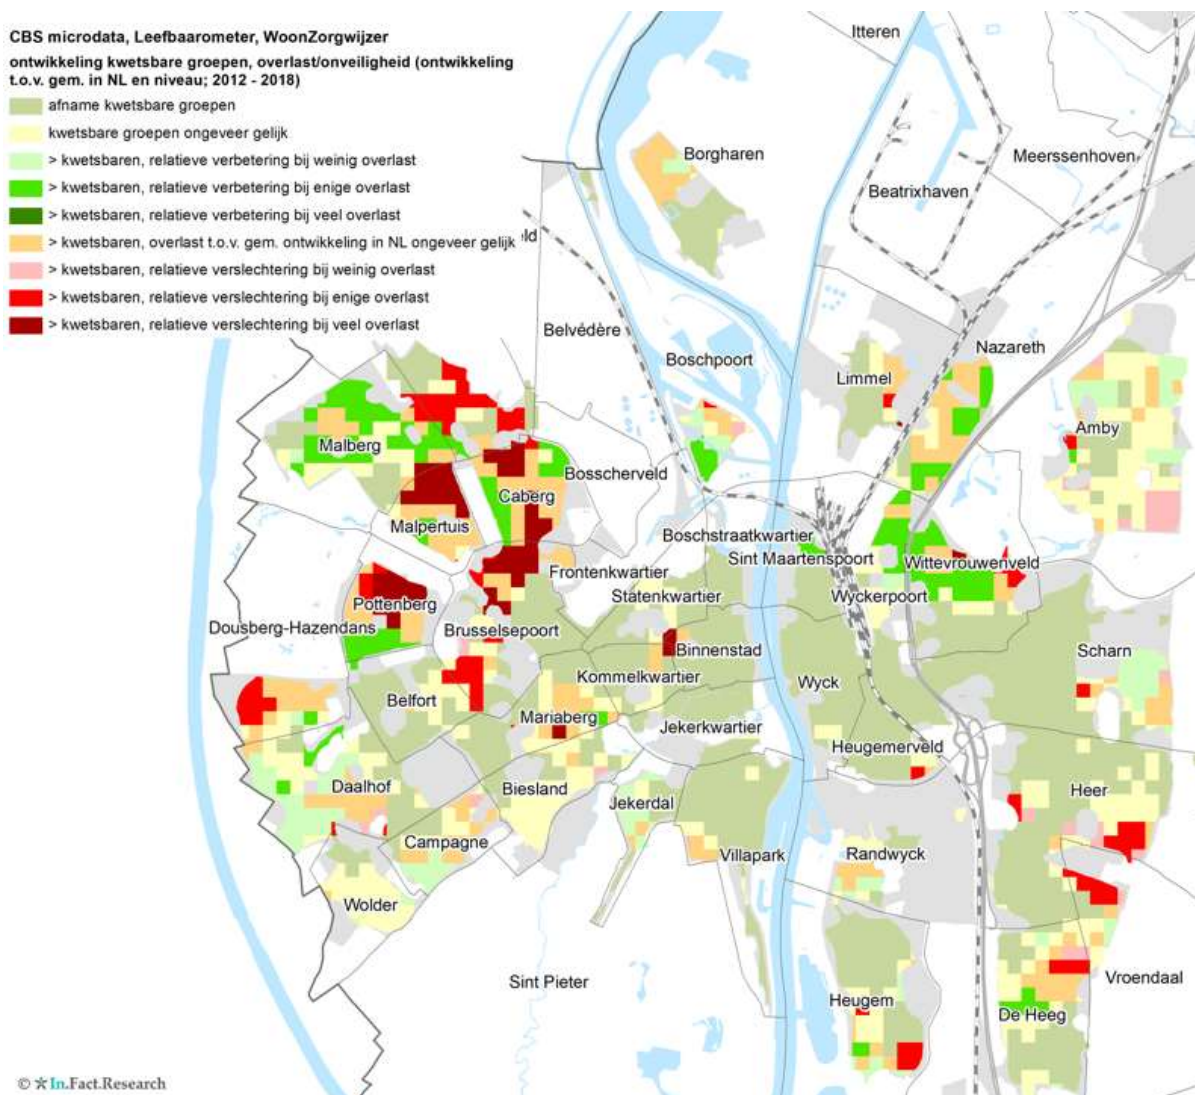 CBS microdata, Leefbaarometer, WoonZorgwijzer
ontwikkeling kwetsbare groepen, overlast/onveiligheid (ontwikkeling
t.o.v. gem. in NL en niveau; 2012 - 2018)
afname kwetsbare groepen
kwetsbare groepen ongeveer gelijk
> kwetsbaren, relatieve verbetering bij weinig overlast
> kwetsbaren, relatieve verbetering bij enige overlast
> kwetsbaren, relatieve verbetering bij veel overlast
> kwetsbaren, overlast t.o.v. gem. ontwikkeling in NL ongeveer gelijk
> kwetsbaren, relatieve verslechtering bij weinig overlast
> kwetsbaren, relatieve verslechtering bij enige overlast
> kwetsbaren, relatieve verslechtering bij veel overlast
Itteren
Borgharen
Meerssenhoven
Beatrixhaven
Belvédère
Boschpoort
Nazareth
Limmel
Amby
Malberg
Bosscherveld
Caberg
Malpertuis
Boschstraatkwartier
Sint Maartenspoort
Wittevrouwenveld
Frontenkwartier
Statenkwartier
Wyckerpoort
Pottenberg
Dousberg-Hazendans
Brusselsepoort
Binnenstad
Scharn
Kommelkwartier
Wyck
Belfort
Mariaberg
Jekerkwartier
Heugemerveld
Daalhof
Biesland
Jekerdal
Heer
Campagne
Villapark
Randwyck
Wolder
Sint Pieter
Vroendaal
Heugem
De Heeg
© In.Fact.Research